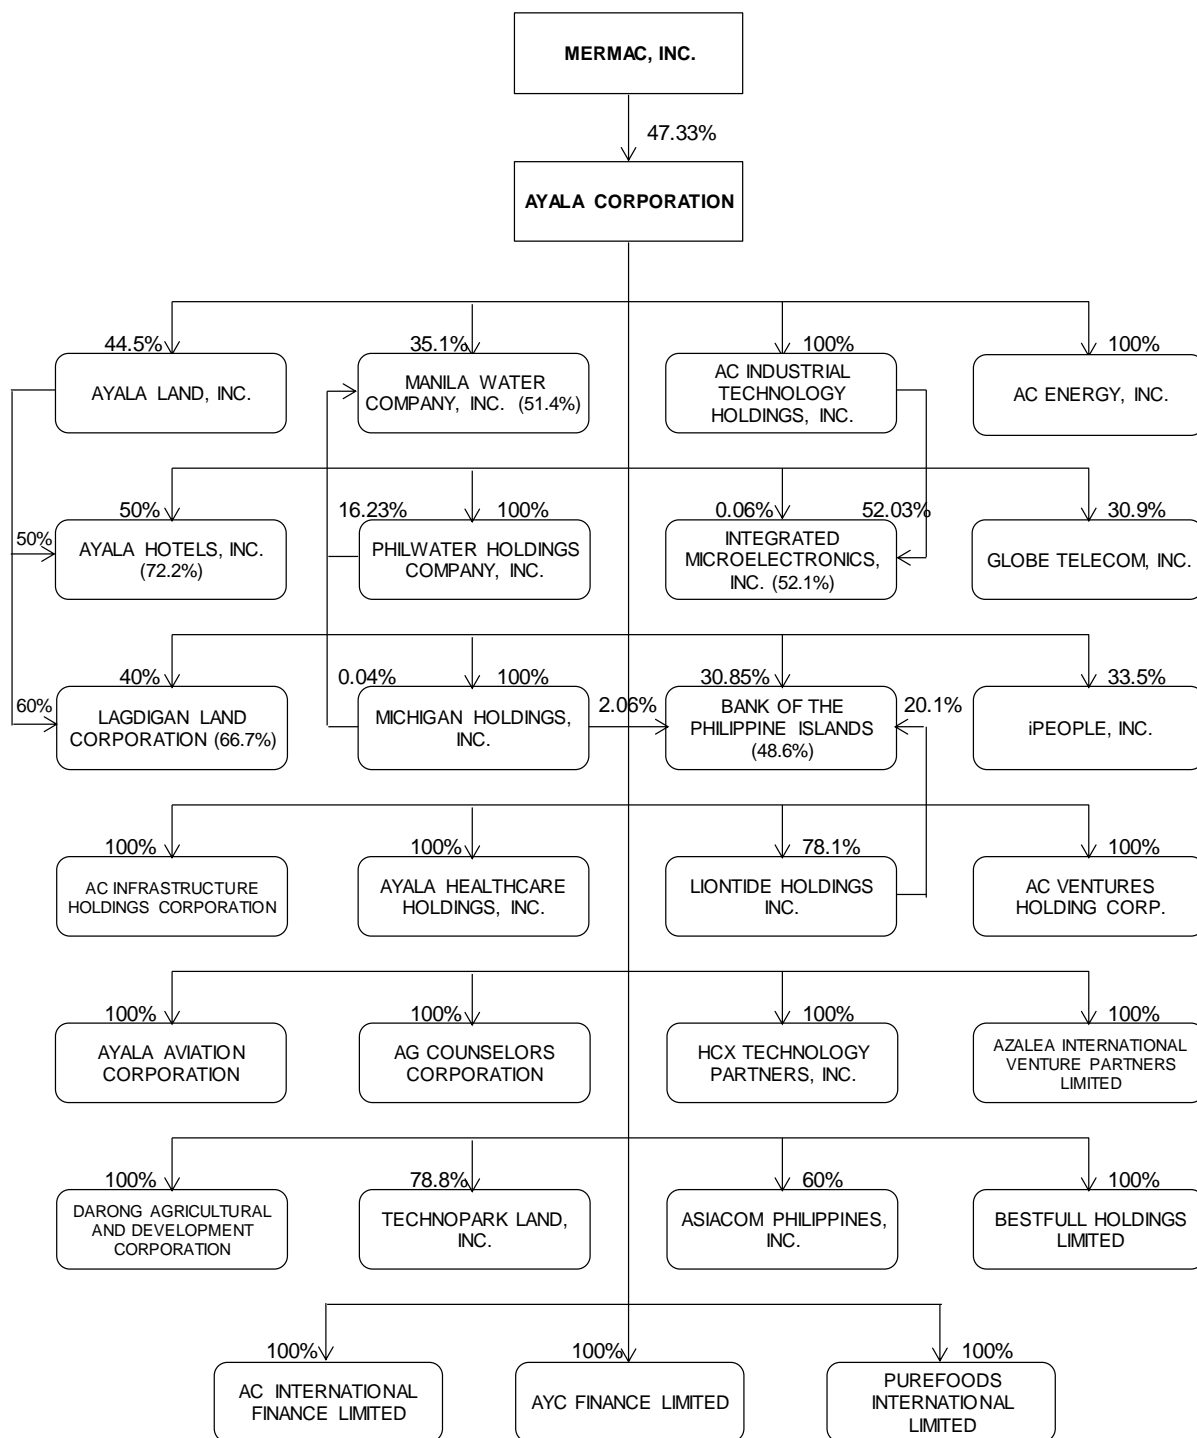 MERMAC, INC.
47.33%
AYALA CORPORATION
44.5%
35.1%
100%
100%
AYALA LAND, INC.
MANILA WATER
COMPANY, INC. (51.4%)
AC INDUSTRIAL
TECHNOLOGY
HOLDINGS, INC.
AC ENERGY, INC.
50%
16.23%
100%
0.06%
52.03%
30.9%
50%
AYALA HOTELS, INC.
(72.2%)
PHILWATER HOLDINGS
COMPANY, INC.
INTEGRATED
MICROELECTRONICS,
INC. (52.1%)
GLOBE TELECOM, INC.
40%
0.04%
100%
30.85%
33.5%
60%
LAGDIGAN LAND
CORPORATION (66.7%)
MICHIGAN HOLDINGS,
INC.
2.06%
BANK OF THE
PHILIPPINE ISLANDS
(48.6%)
20.1%
iPEOPLE, INC.
100%
100%
78.1%
100%
AC INFRASTRUCTURE
HOLDINGS CORPORATION
AYALA HEALTHCARE
HOLDINGS, INC.
LIONTIDE HOLDINGS
INC.
AC VENTURES
HOLDING CORP.
100%
100%
100%
100%
AYALA AVIATION
CORPORATION
AG COUNSELORS
CORPORATION
HCX TECHNOLOGY
PARTNERS, INC.
AZALEA INTERNATIONAL
VENTURE PARTNERS
LIMITED
100%
78.8%
60%
100%
DARONG AGRICULTURAL
AND DEVELOPMENT
CORPORATION
TECHNOPARK LAND,
INC.
ASIACOM PHILIPPINES,
INC.
BESTFULL HOLDINGS
LIMITED
100%
100%
100%
AC INTERNATIONAL
FINANCE LIMITED
AYC FINANCE LIMITED
PUREFOODS
INTERNATIONAL
LIMITED